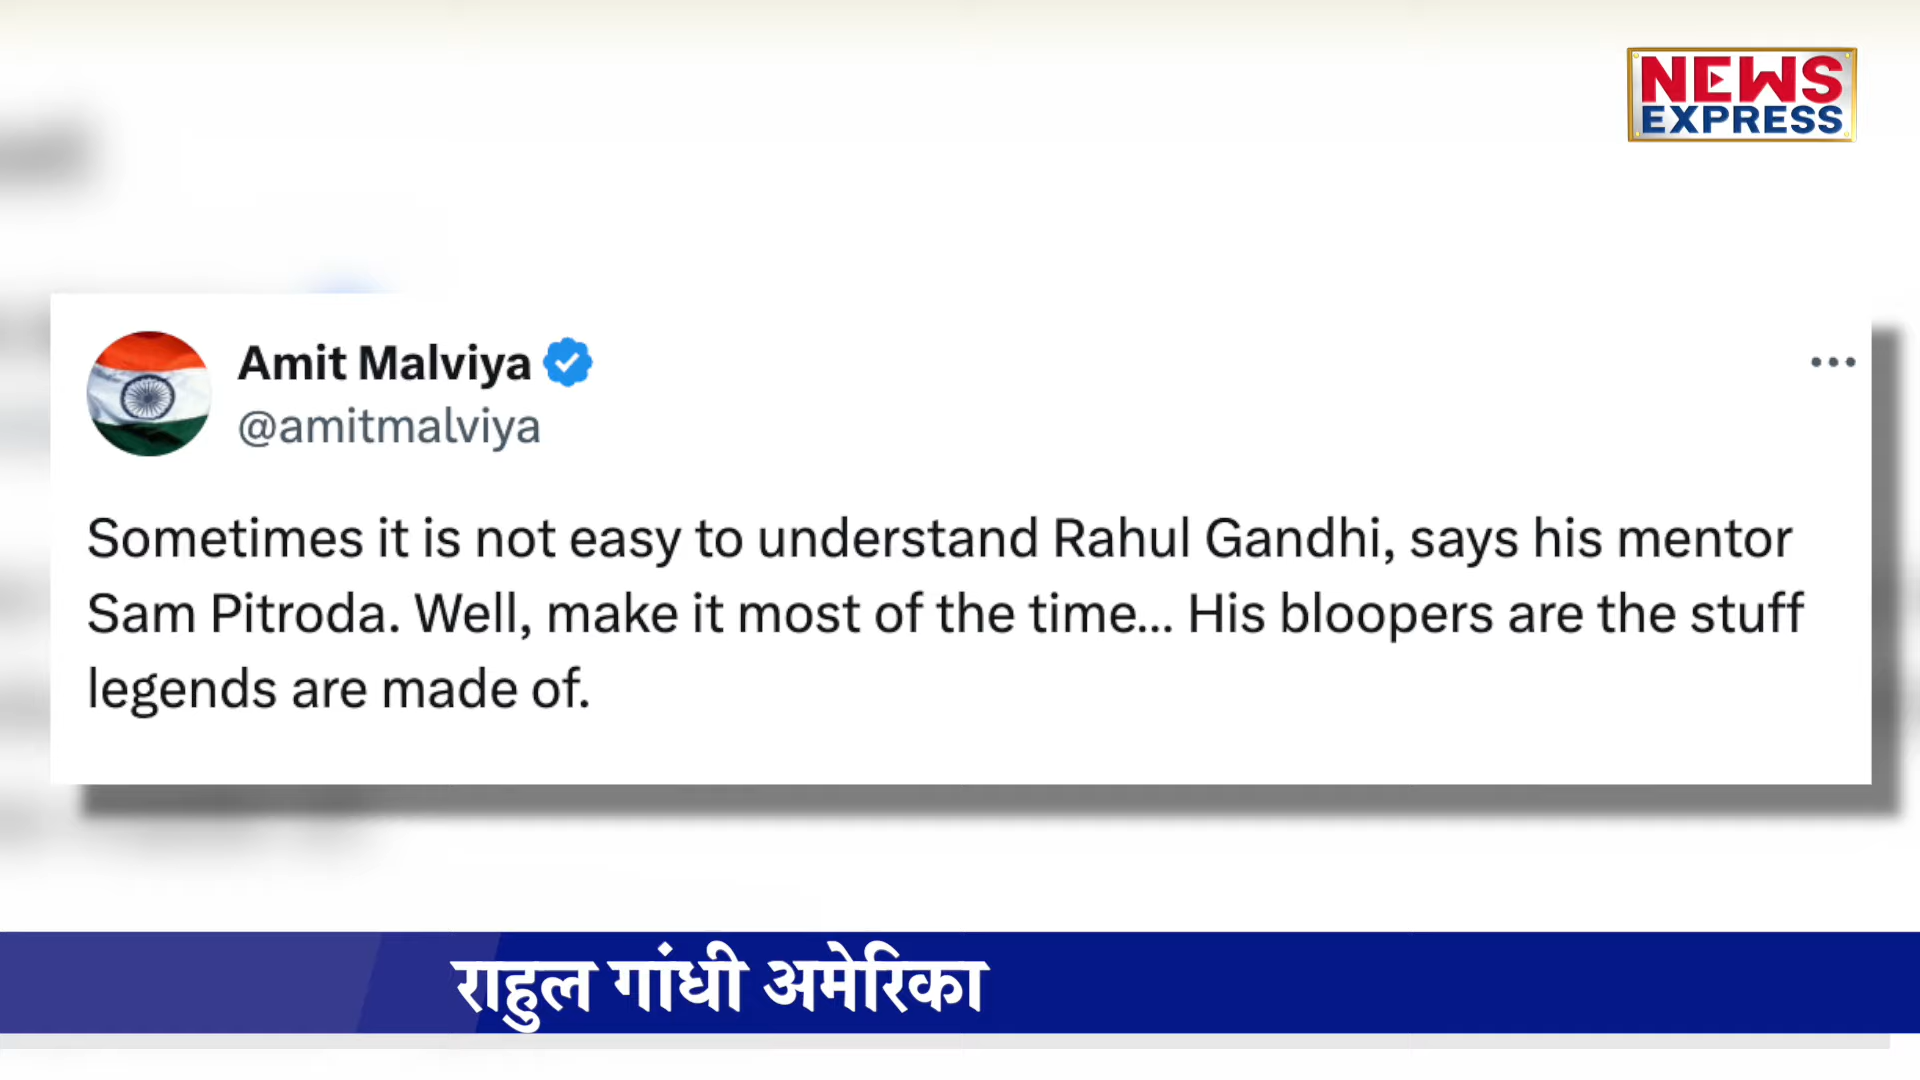 NEWS
EXPRESS
Amit Malviya
@amitmalviya
Sometimes it is not easy to understand Rahul Gandhi, says his mentor
Sam Pitroda. Well, make it most of the time... His bloopers are the stuff
legends are made of.
राहुल गांधी अमेरिका